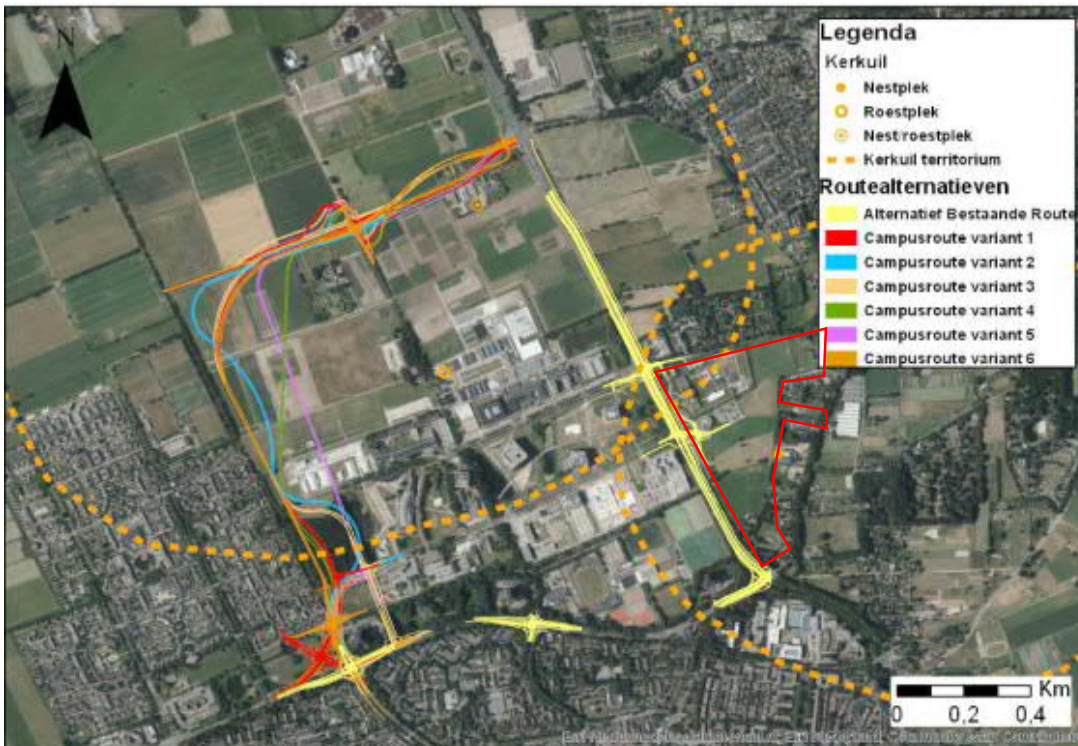 N
Legenda
Kerkuil
Nestplek
Roestplek
Nest/roestplek
Kerkuil territorium
Routealternatieven
Alternatief Bestaande Route
Campusroute variant 1
Campusroute variant 2
Campusroute variant 3
Campusroute variant 4
Campusroute variant 5
Campusroute variant 6
Km
0 0,2 0,4